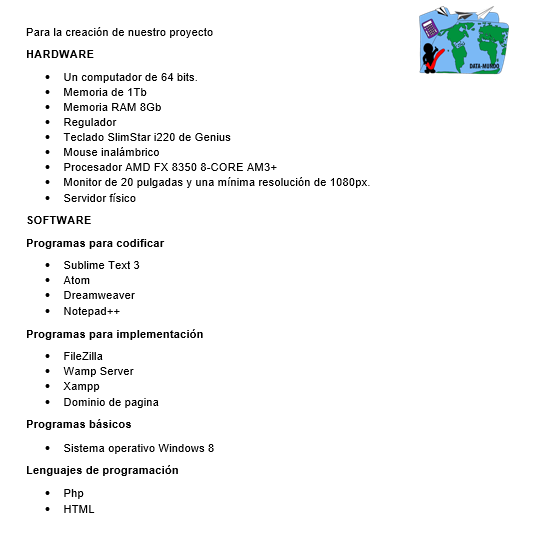 DATA-MUNDO
Para la creación de nuestro proyecto
HARDWARE
• Un computador de 64 bits.
• Memoria de 1Tb
• Memoria RAM 8Gb
• Regulador
• Teclado SlimStar i220 de Genius
• Mouse inalámbrico
• Procesador AMD FX 8350 8-CORE AM3+
• Monitor de 20 pulgadas y una mínima resolución de 1080px.
• Servidor físico
SOFTWARE
Programas para codificar
• Sublime Text 3
• Atom
• Dreamweaver
• Notepad++
Programas para implementación
• FileZilla
• Wamp Server
• Xampp
• Dominio de pagina
Programas básicos
• Sistema operativo Windows 8
Lenguajes de programación
• Php
• HTML